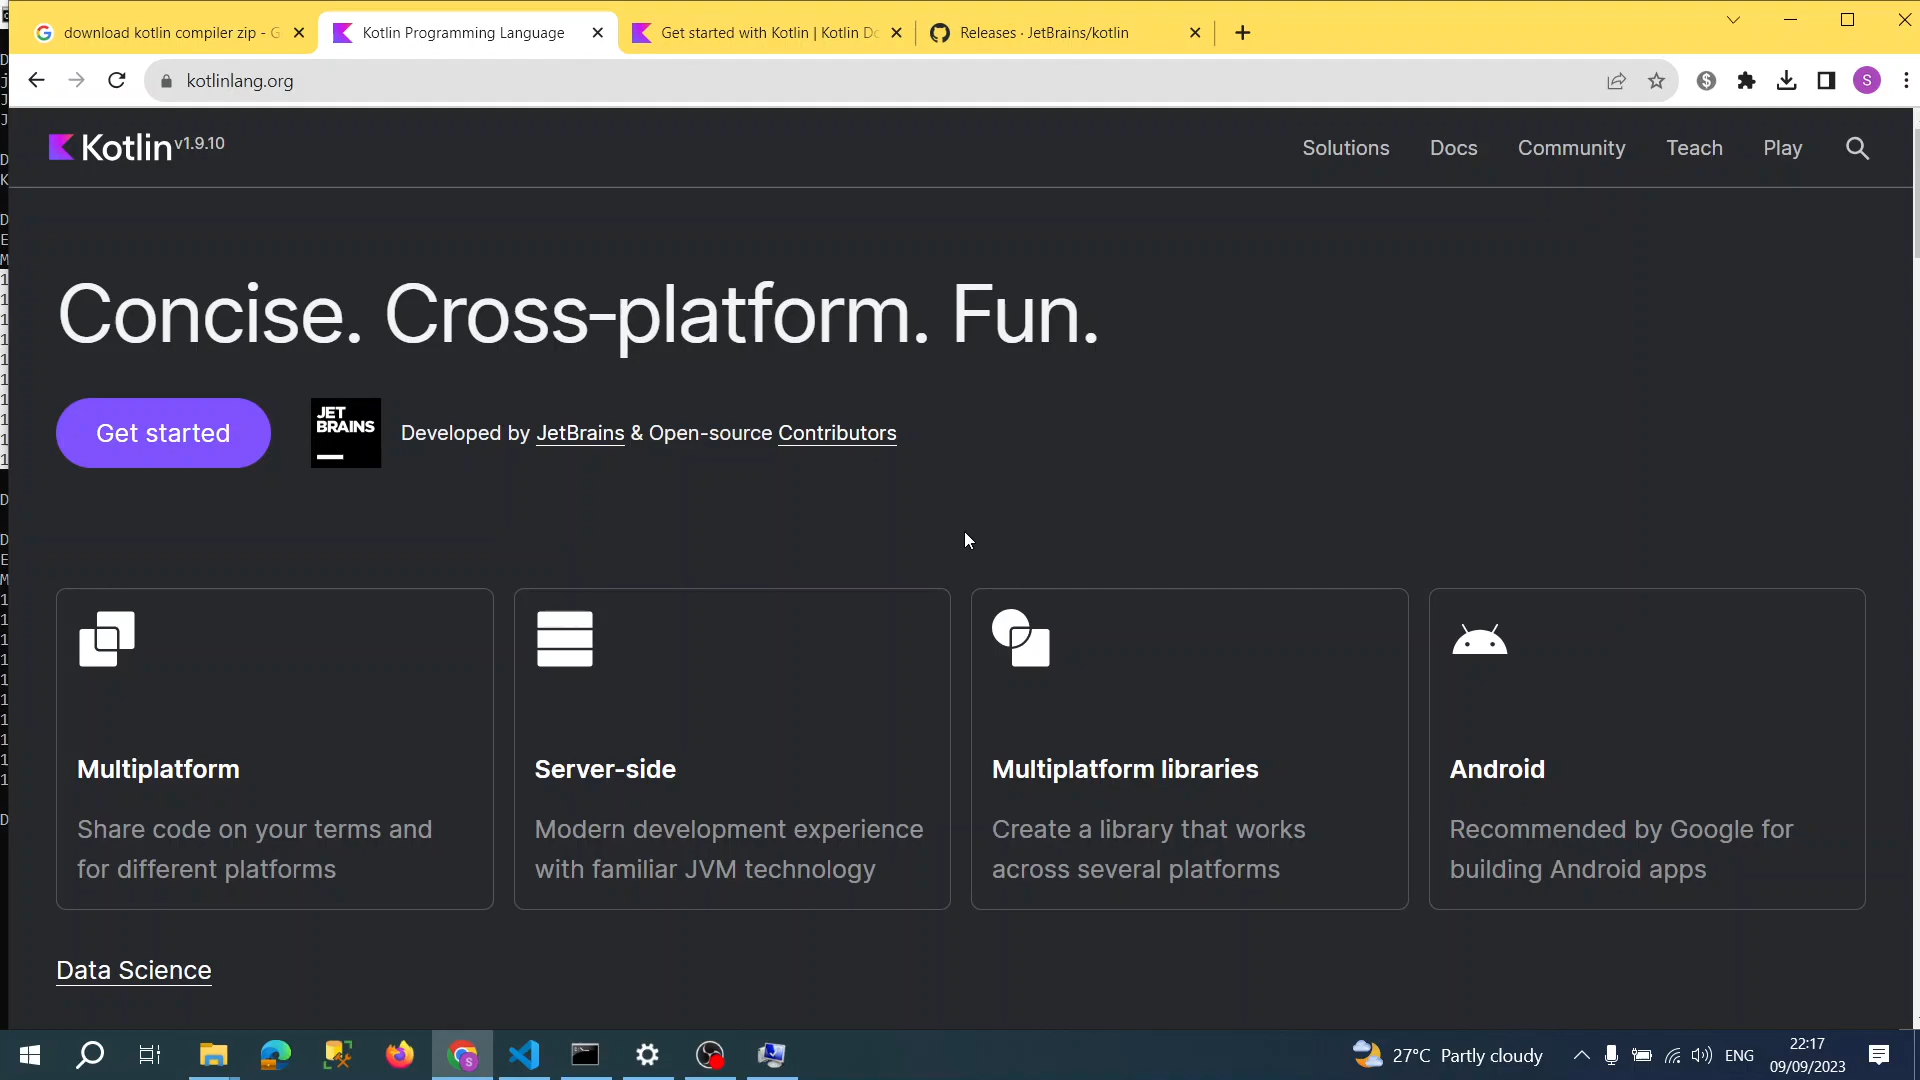 download kotlin compiler zip - G
Kotlin Programming Language
Get started with Kotlin | Kotlin Do
Releases · JetBrains/kotlin
kotlinlang.org
S
Kotlin v1.9.10
Solutions
Docs
Community
Teach
Play
Concise. Cross-platform. Fun.
Get started
JET
BRAINS
Developed by JetBrains & Open-source Contributors
Multiplatform
Share code on your terms and
for different platforms
Server-side
Modern development experience
with familiar JVM technology
Multiplatform libraries
Create a library that works
across several platforms
Android
Recommended by Google for
building Android apps
Data Science
27°C Partly cloudy
ENG
22:17
09/09/2023